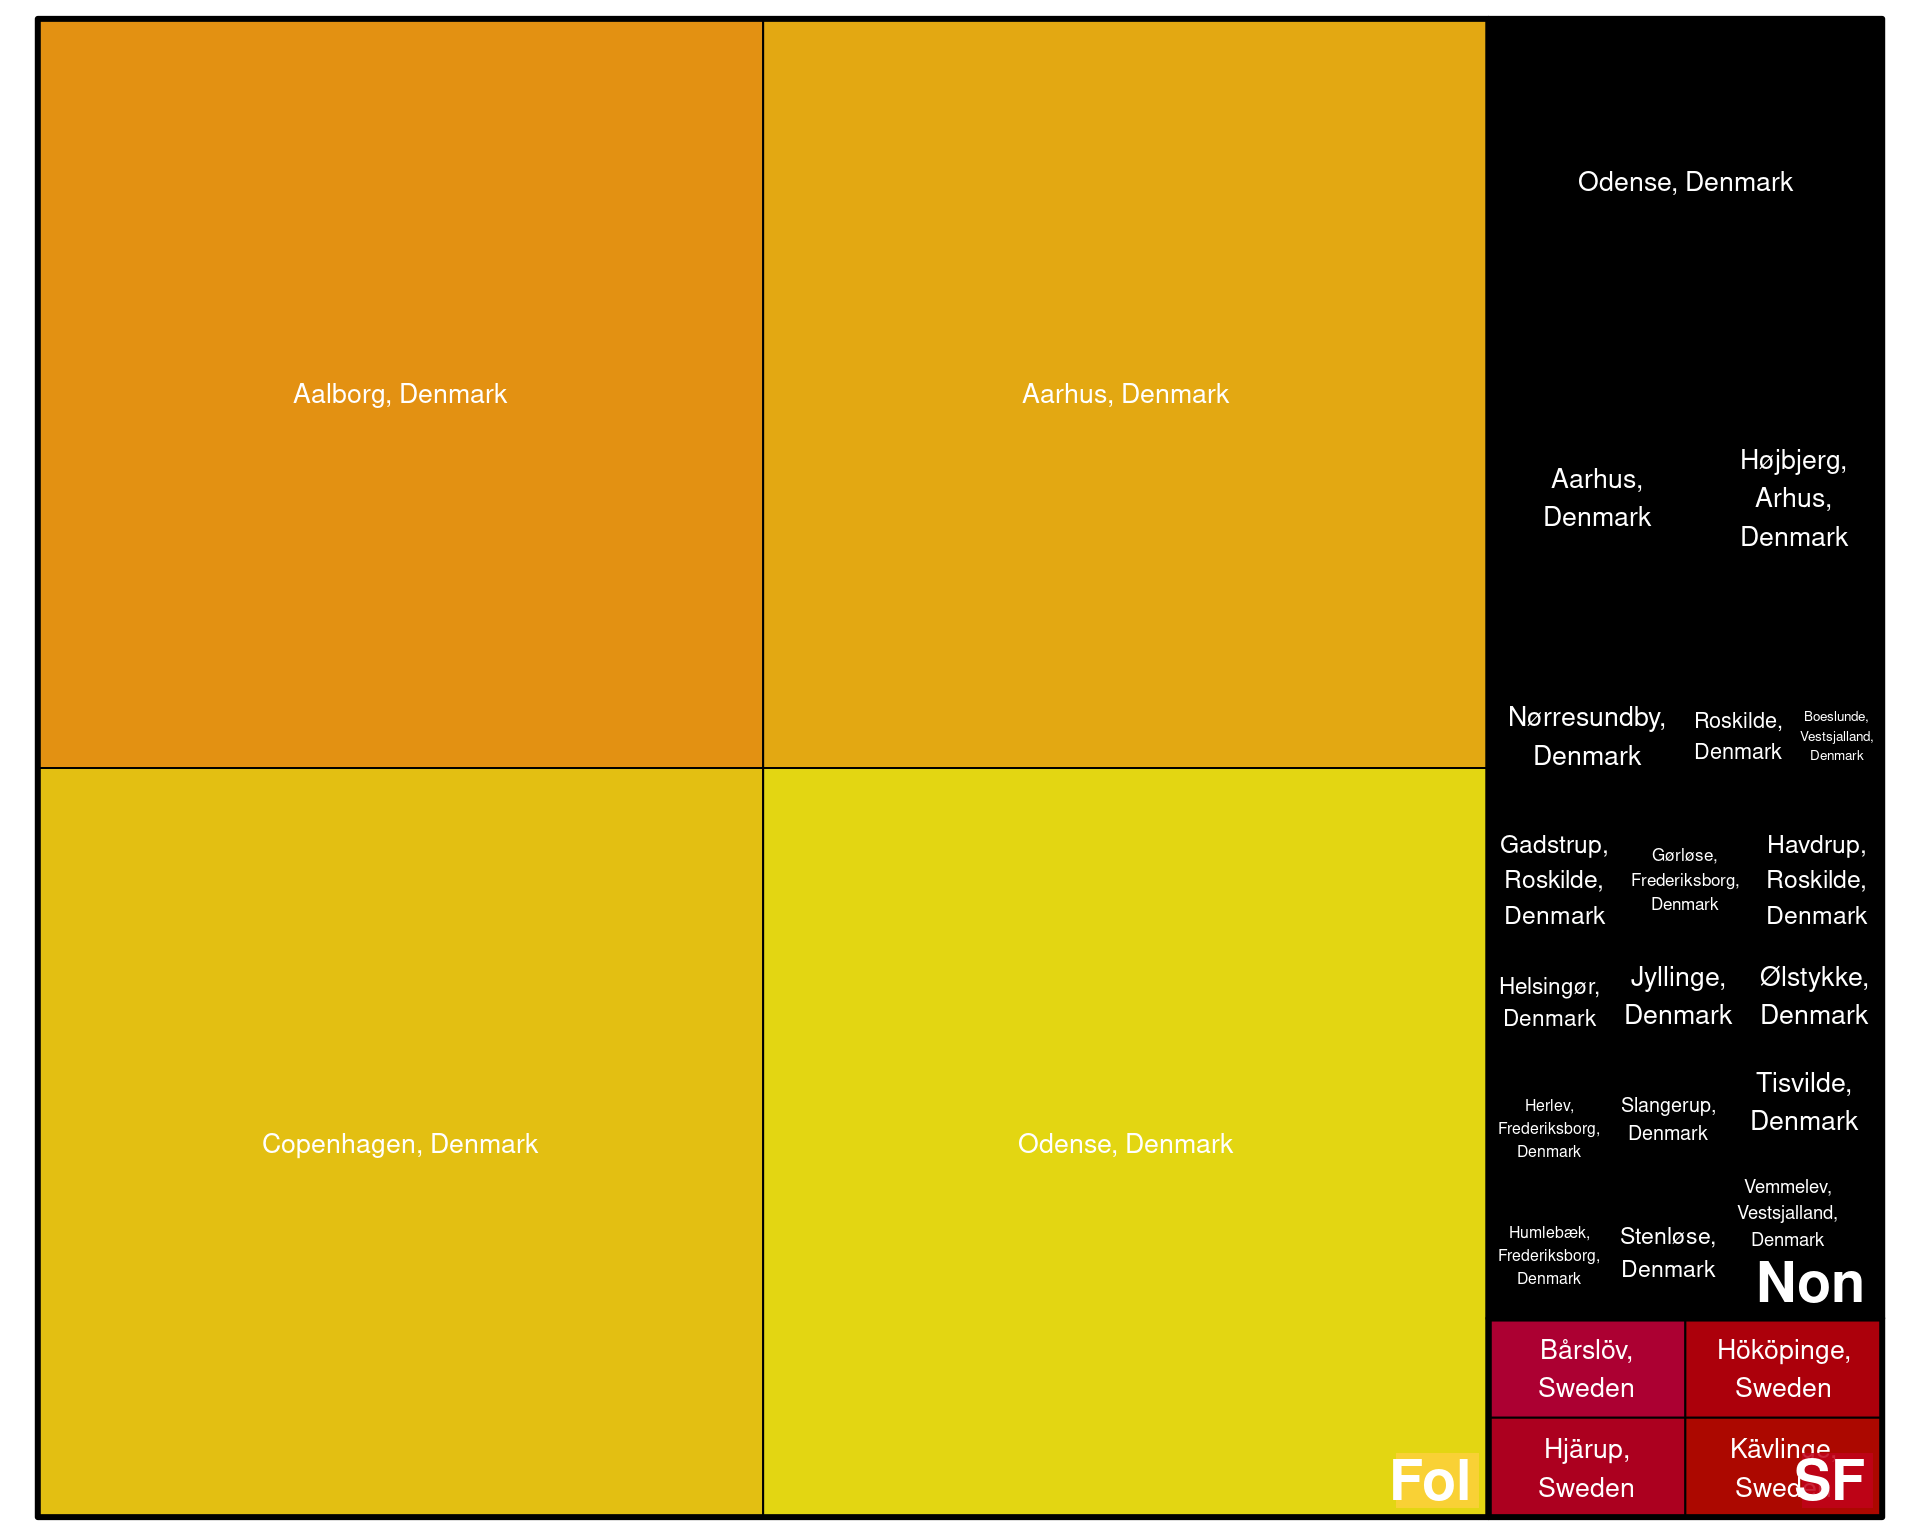 Aalborg, Denmark
Aarhus, Denmark
Copenhagen, Denmark
Odense, Denmark
Fol
Odense, Denmark
Aarhus,
Denmark
Højbjerg,
Arhus,
Denmark
Nørresundby,
Denmark
Roskilde,
Denmark
Boeslunde,
Vestsjalland,
Denmark
Gadstrup,
Roskilde,
Denmark
Gørløse,
Frederiksborg,
Denmark
Havdrup,
Roskilde,
Denmark
Helsingør,
Denmark
Jyllinge,
Denmark
Ølstykke,
Denmark
Herlev,
Frederiksborg,
Denmark
Slangerup,
Denmark
Tisvilde,
Denmark
Humlebæk,
Frederiksborg,
Denmark
Stenløse,
Denmark
Vemmelev,
Vestsjalland,
Denmark
Non
Bårslöv,
Sweden
Hököpinge,
Sweden
Hjärup,
Sweden
Kävlinge,
Sweden
SF